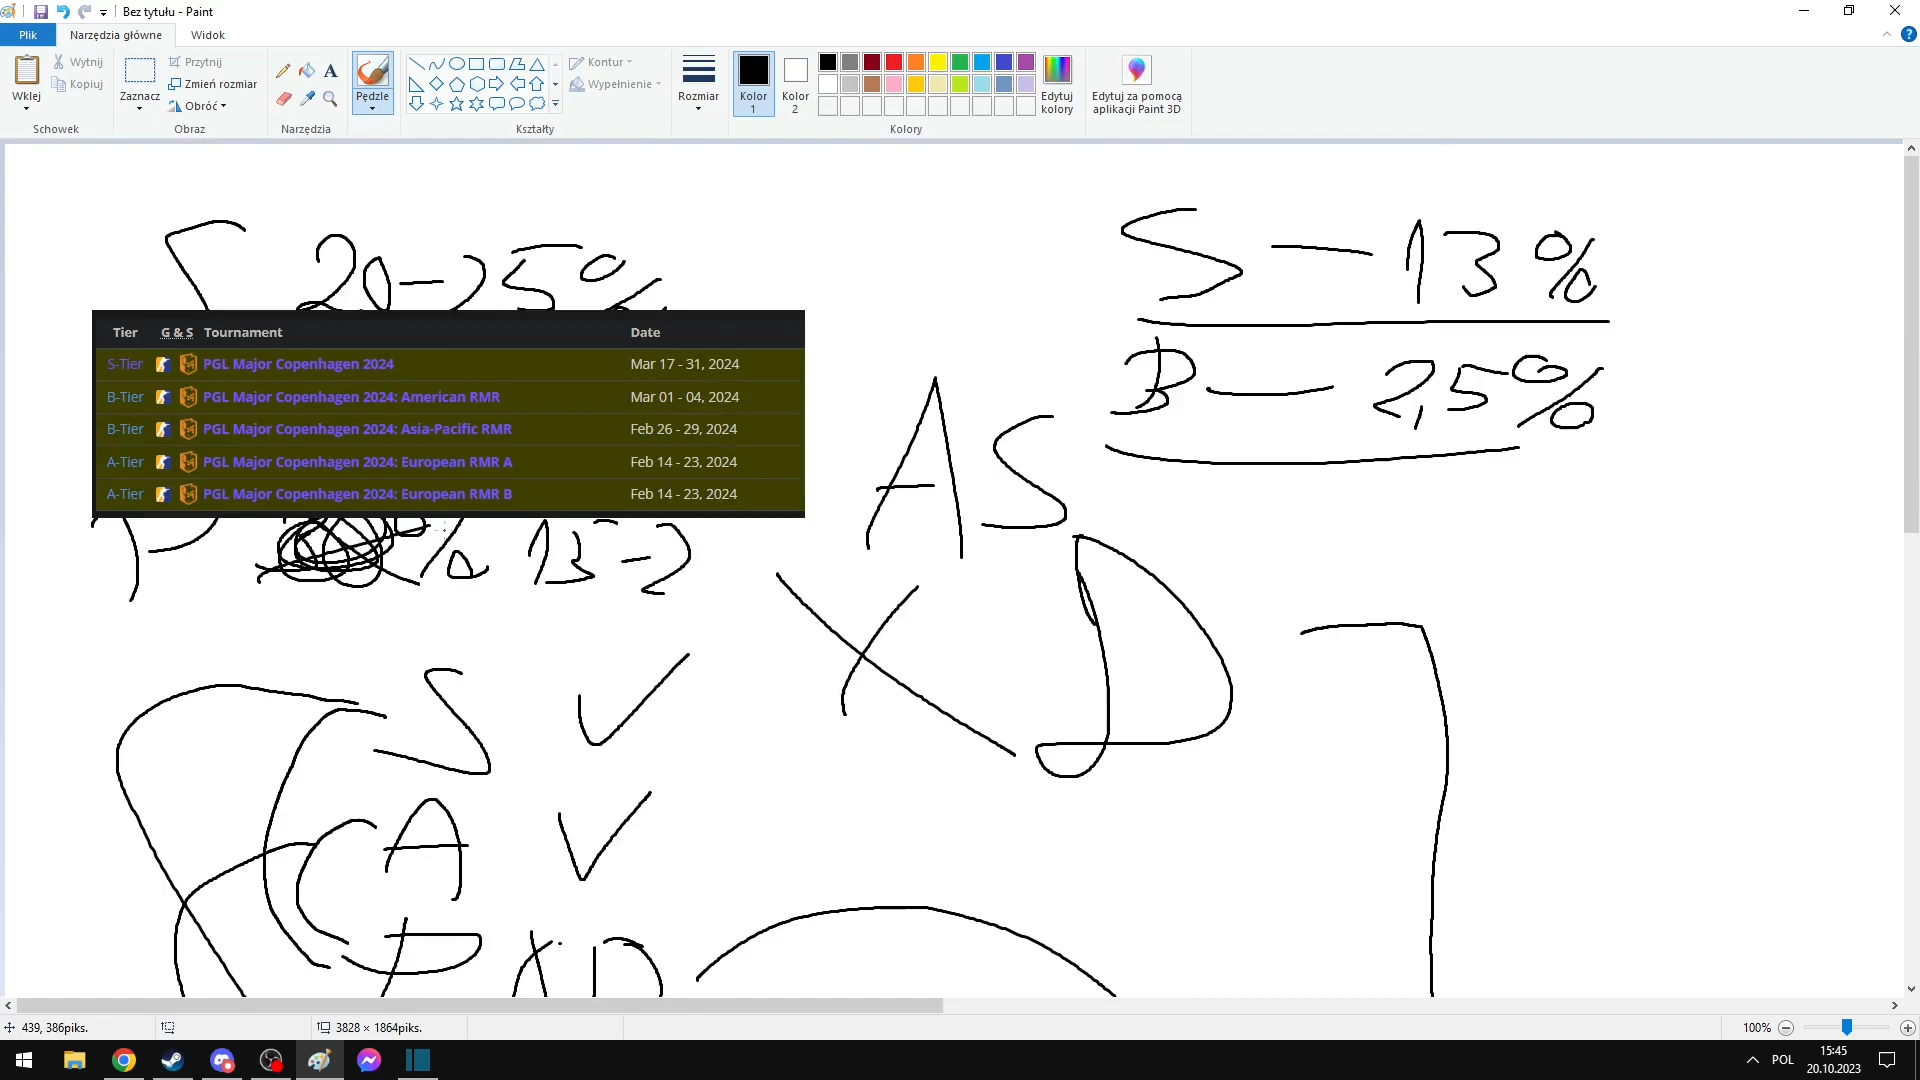 Bez tytułu - Paint
Plik Narzędzia główne Widok
Wklej
Wytnij
Kopiuj
Schowek
Zaznacz
Przytnij
Zmień rozmiar
Obróć
Obraz
Narzędzia
Pędzle
Kontur
Wypełnienie
Kształty
Rozmiar
Kolor
1
Kolor
2
Edytuj
kolory
Kolory
Edytuj za pomocą
aplikacji Paint 3D
S 20-25%
S — 13%
B — 2,5%
Tier G & S Tournament Date
S-Tier PGL Major Copenhagen 2024 Mar 17 - 31, 2024
B-Tier PGL Major Copenhagen 2024: American RMR Mar 01 - 04, 2024
B-Tier PGL Major Copenhagen 2024: Asia-Pacific RMR Feb 26 - 29, 2024
A-Tier PGL Major Copenhagen 2024: European RMR A Feb 14 - 23, 2024
A-Tier PGL Major Copenhagen 2024: European RMR B Feb 14 - 23, 2024
AS
XD
S
A
XD
439, 386piks.
3828 × 1864piks.
100%
POL
15:45
20.10.2023